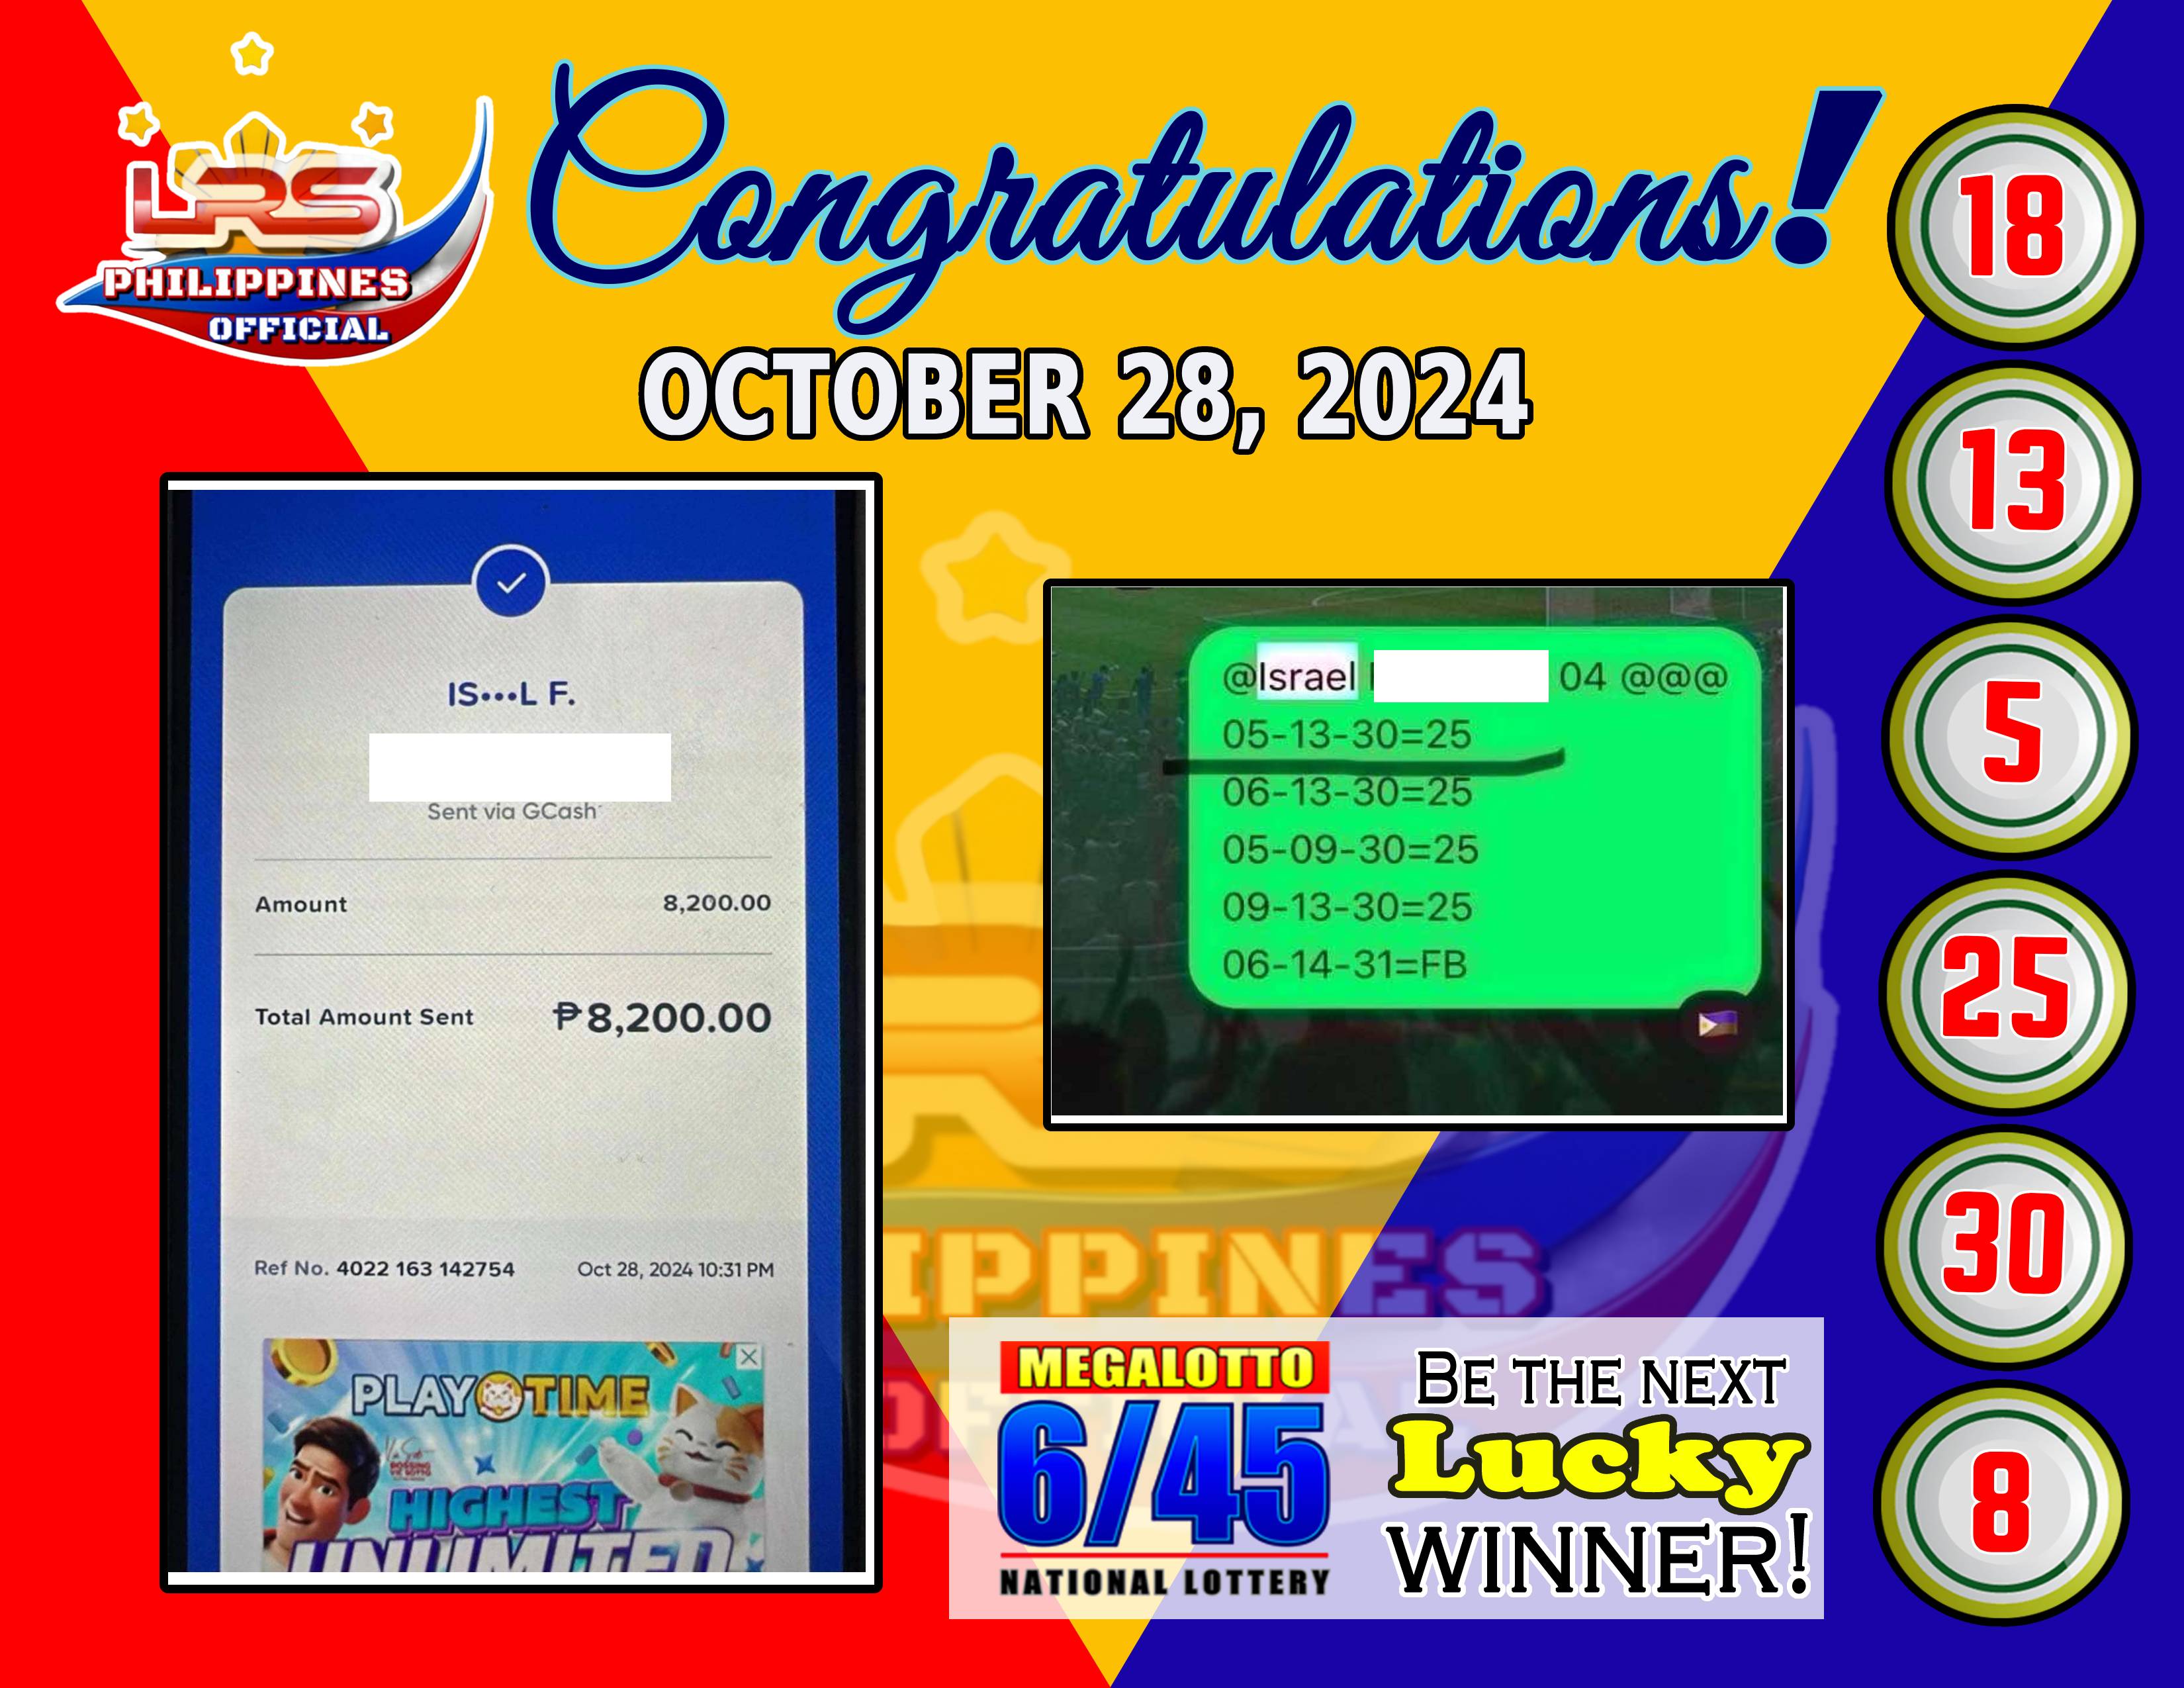 LRS
PHILIPPINES
OFFICIAL
Congratulations!
OCTOBER 28, 2024
IS•••L F.
Sent via GCash
Amount 8,200.00
Total Amount Sent ₱8,200.00
Ref No. 4022 163 142754 Oct 28, 2024 10:31 PM
PLAYTIME
HIGHEST
UNLIMITED
@Israel 04 @@@
05-13-30=25
06-13-30=25
05-09-30=25
09-13-30=25
06-14-31=FB
IPPINES
MEGALOTTO
6/45
NATIONAL LOTTERY
BE THE NEXT
Lucky
WINNER!
18
13
5
25
30
8